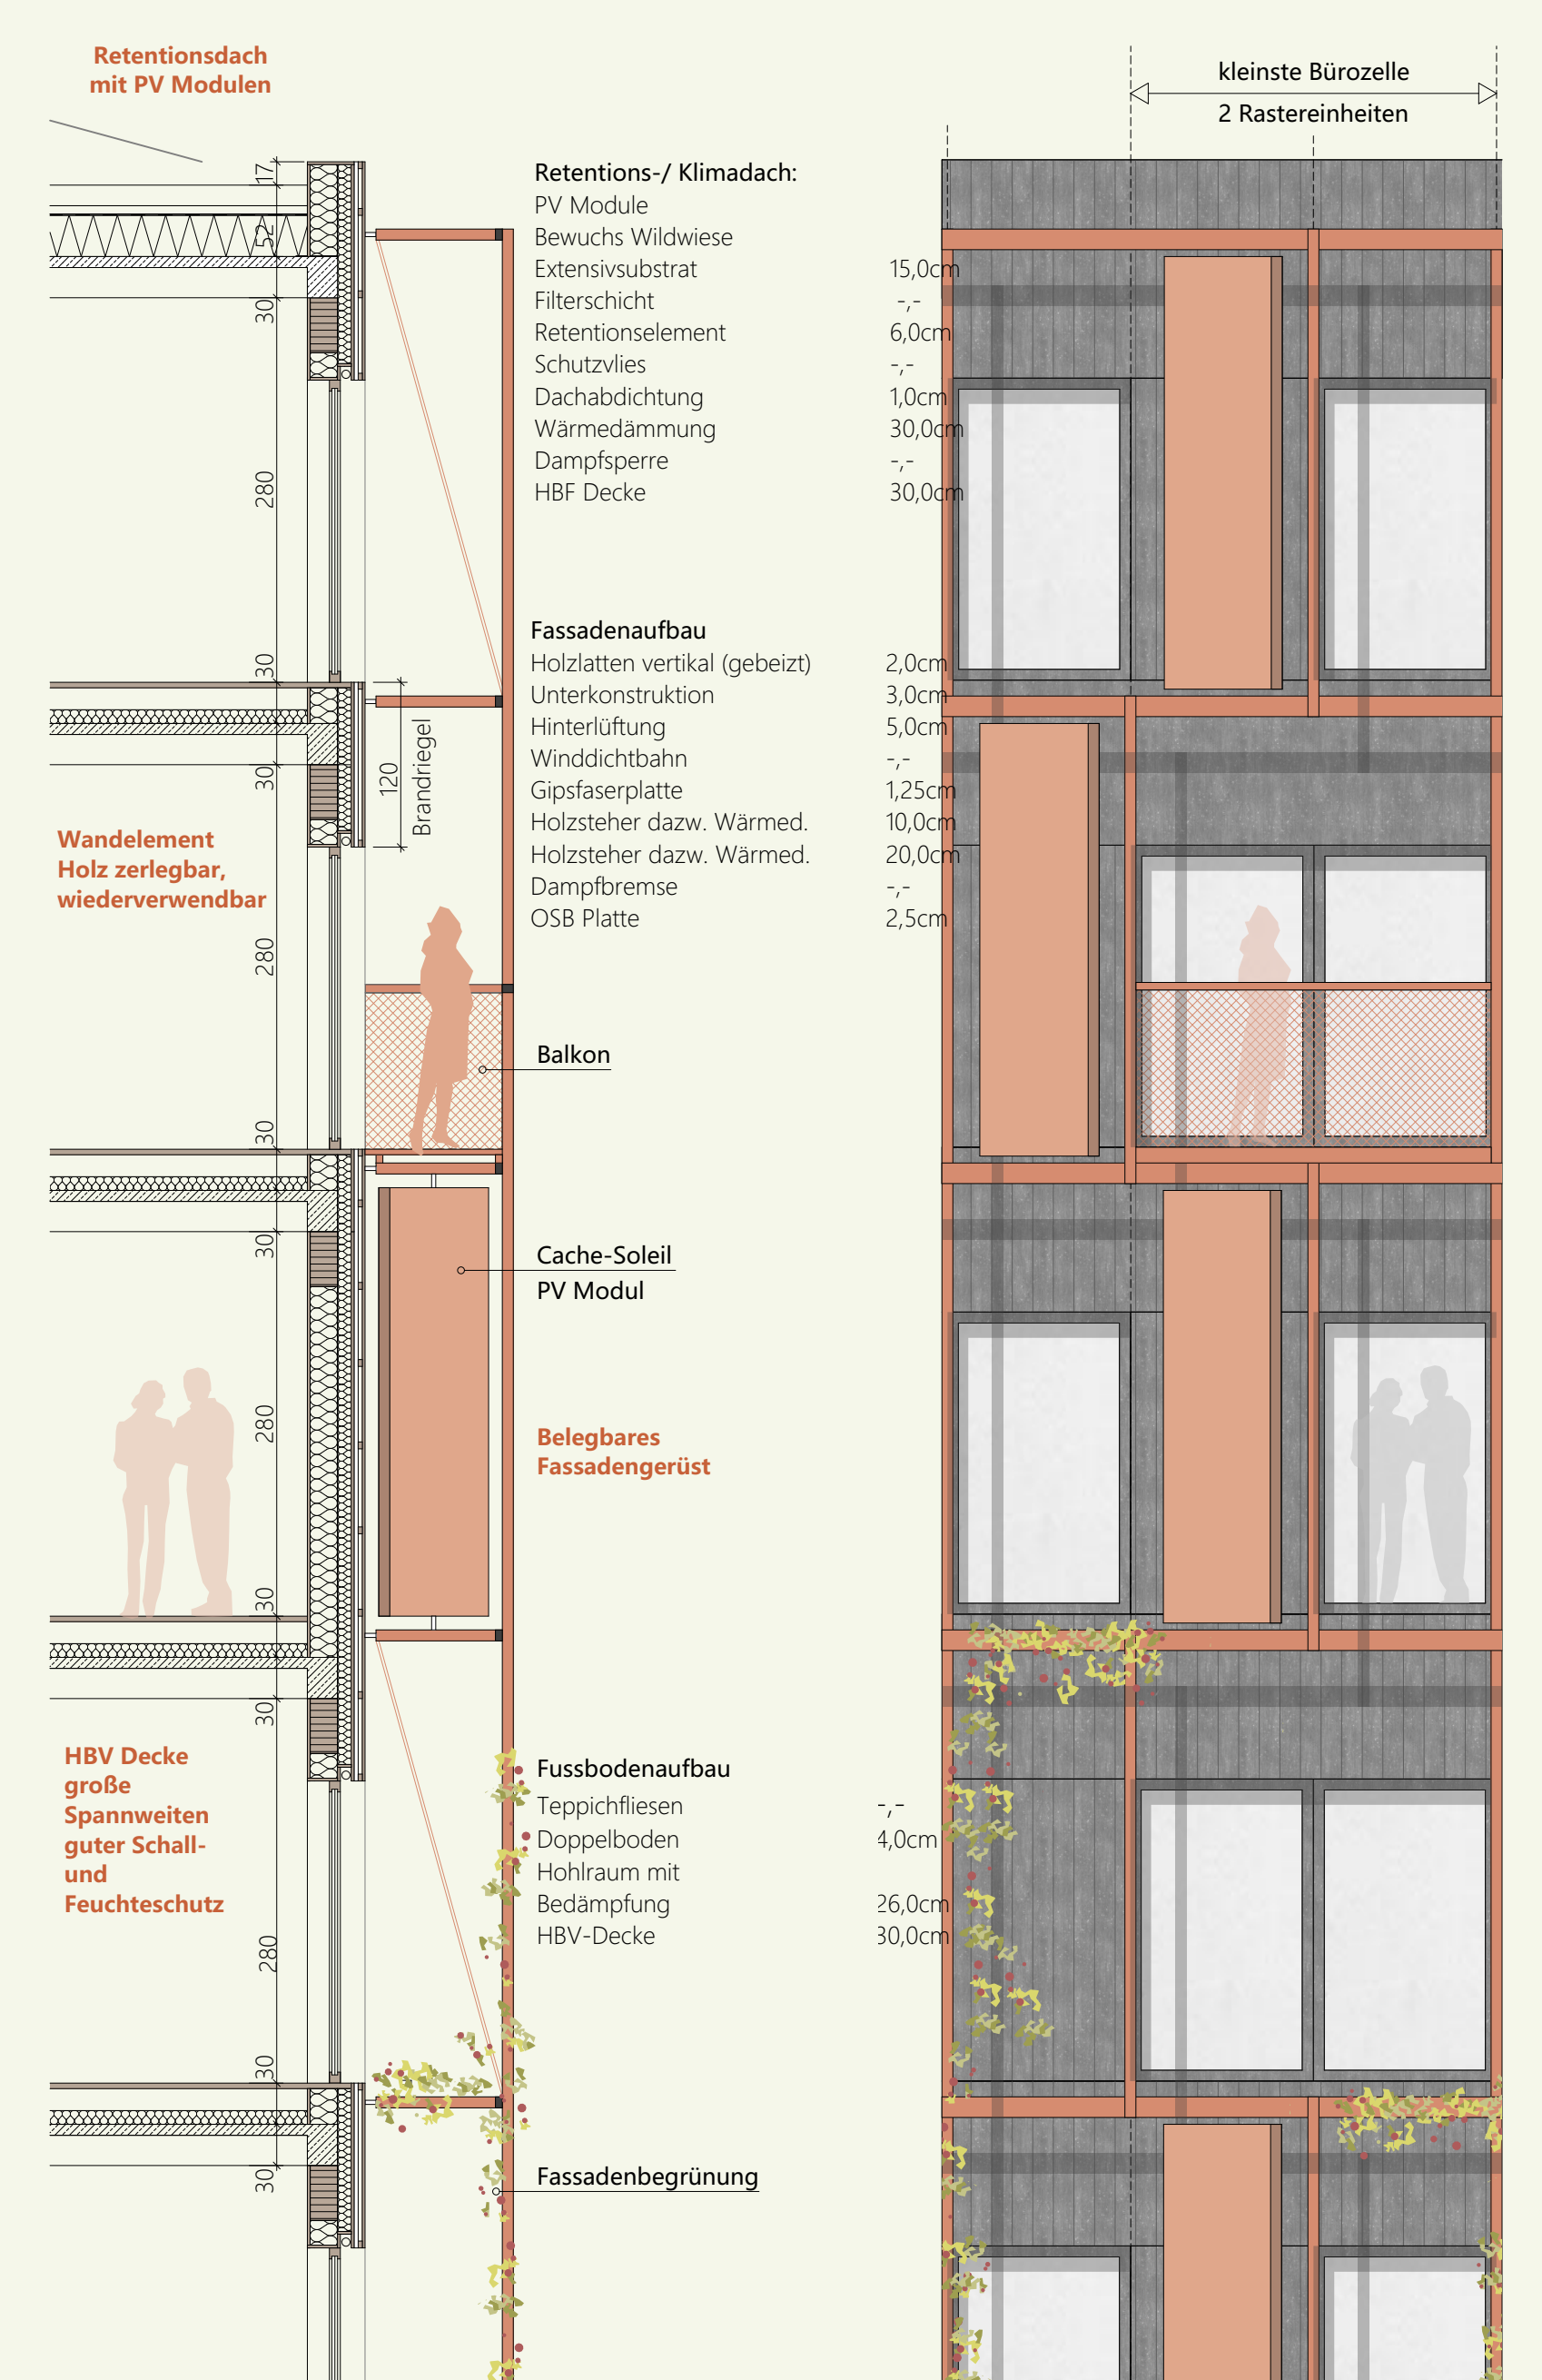 Retentionsdach
mit PV Modulen
kleinste Bürozelle
2 Rastereinheiten
17
52
30
280
30
30
280
30
30
280
30
30
280
30
30
120
Brandriegel
Retentions-/ Klimadach:
PV Module
Bewuchs Wildwiese
Extensivsubstrat 15,0cm
Filterschicht -,-
Retentionselement 6,0cm
Schutzvlies -,-
Dachabdichtung 1,0cm
Wärmedämmung 30,0cm
Dampfsperre -,-
HBF Decke 30,0cm
Fassadenaufbau
Holzlatten vertikal (gebeizt) 2,0cm
Unterkonstruktion 3,0cm
Hinterlüftung 5,0cm
Winddichtbahn -,-
Gipsfaserplatte 1,25cm
Holzsteher dazw. Wärmed. 10,0cm
Holzsteher dazw. Wärmed. 20,0cm
Dampfbremse -,-
OSB Platte 2,5cm
Wandelement
Holz zerlegbar,
wiederverwendbar
Balkon
Cache-Soleil
PV Modul
Belegbares
Fassadengerüst
HBV Decke
große
Spannweiten
guter Schall-
und
Feuchteschutz
Fussbodenaufbau
Teppichfliesen -,-
Doppelboden 4,0cm
Hohlraum mit
Bedämpfung 26,0cm
HBV-Decke 30,0cm
Fassadenbegrünung